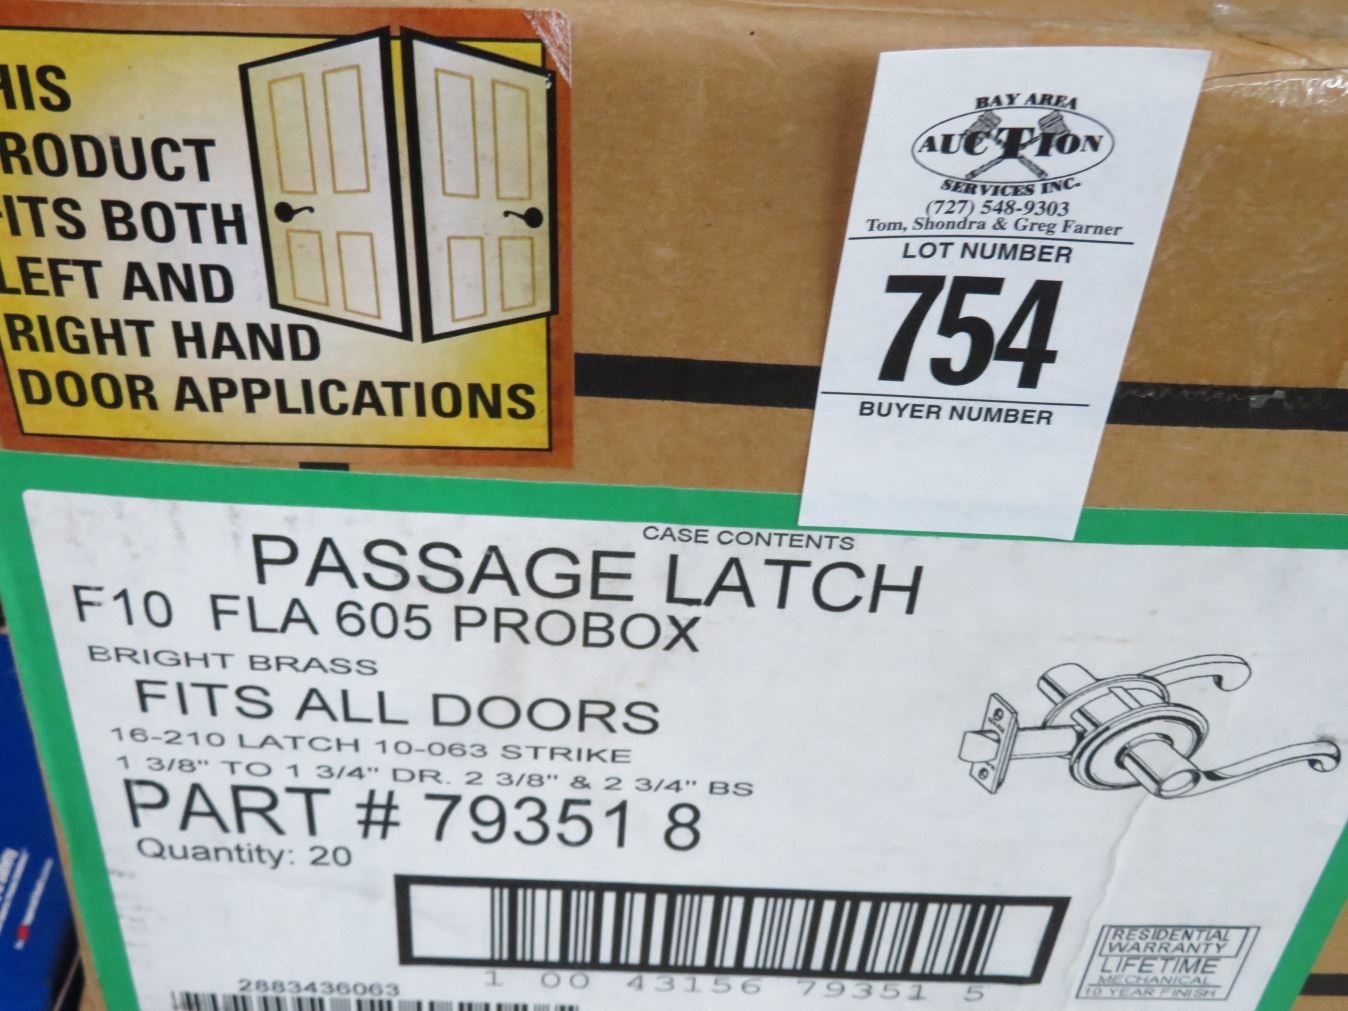 HIS
RODUCT
ITS BOTH
LEFT AND
RIGHT HAND
DOOR APPLICATIONS
BAY AREA
AUCTION
SERVICES INC.
(727) 548-9303
Tom, Shondra & Greg Farner
LOT NUMBER
754
BUYER NUMBER
CASE CONTENTS
PASSAGE LATCH
F10 FLA 605 PROBOX
BRIGHT BRASS
FITS ALL DOORS
16-210 LATCH 10-063 STRIKE
1 3/8" TO 1 3/4" DR. 2 3/8" & 2 3/4" BS
PART # 79351 8
Quantity: 20
1 00 43156 79351 5
2883436063
RESIDENTIAL
WARRANTY
LIFETIME
MECHANICAL
10 YEAR FINISH